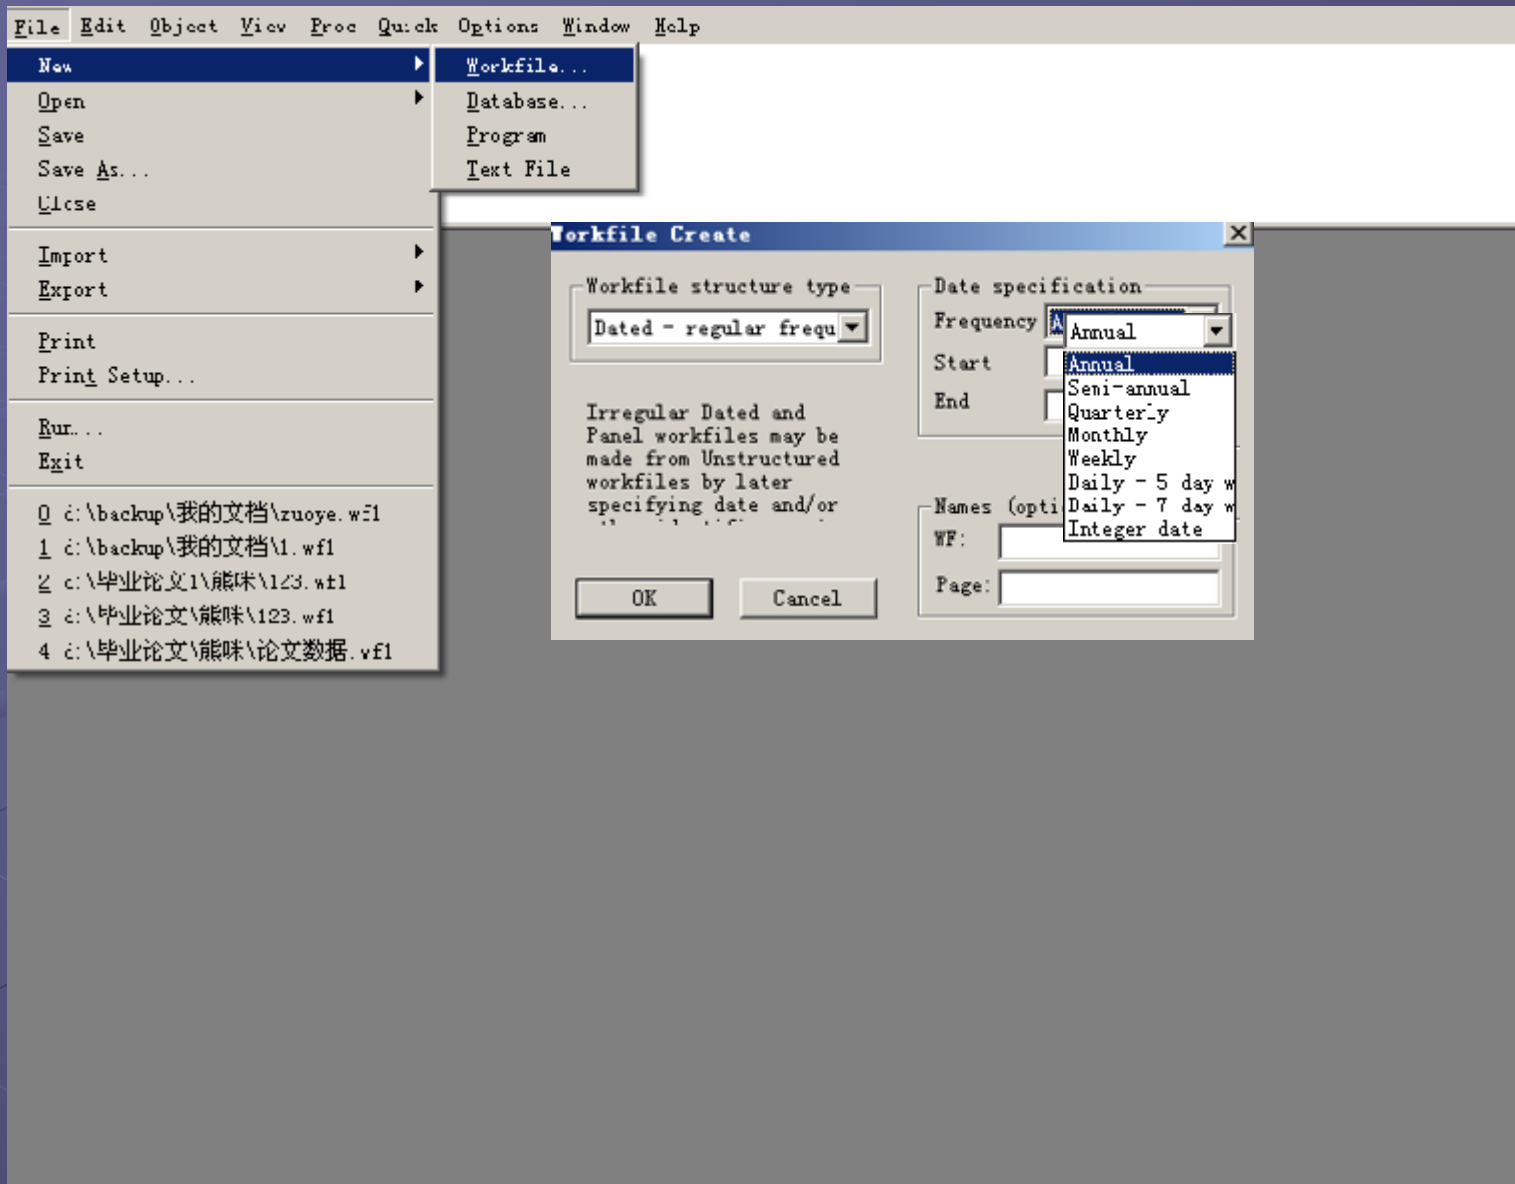 File Edit Object View Proc Quick Options Window Help
New
Open
Save
Save As...
Close
Import
Export
Print
Print Setup...
Run...
Exit
0 d:\backup\我的文档\zuoye.wf1
1 d:\backup\我的文档\1.wf1
2 d:\毕业论文1\熊咪\123.wf1
3 d:\毕业论文\熊咪\123.wf1
4 d:\毕业论文\熊咪\论文数据.wf1
Workfile...
Database...
Program
Text File
Workfile Create
Workfile structure type
Dated - regular frequ
Irregular Dated and
Panel workfiles may be
made from Unstructured
workfiles by later
specifying date and/or
OK
Cancel
Date specification
Frequency
Annual
Start
End
Annual
Semi-annual
Quarterly
Monthly
Weekly
Daily - 5 day w
Daily - 7 day w
Integer date
Names (opti
WF:
Page: